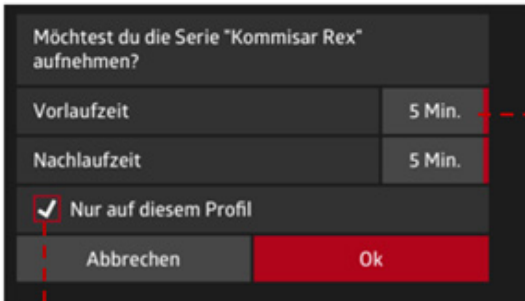 Möchtest du die Serie "Kommisar Rex"
aufnehmen?
Vorlaufzeit 5 Min.
Nachlaufzeit 5 Min.
Nur auf diesem Profil
Abbrechen Ok